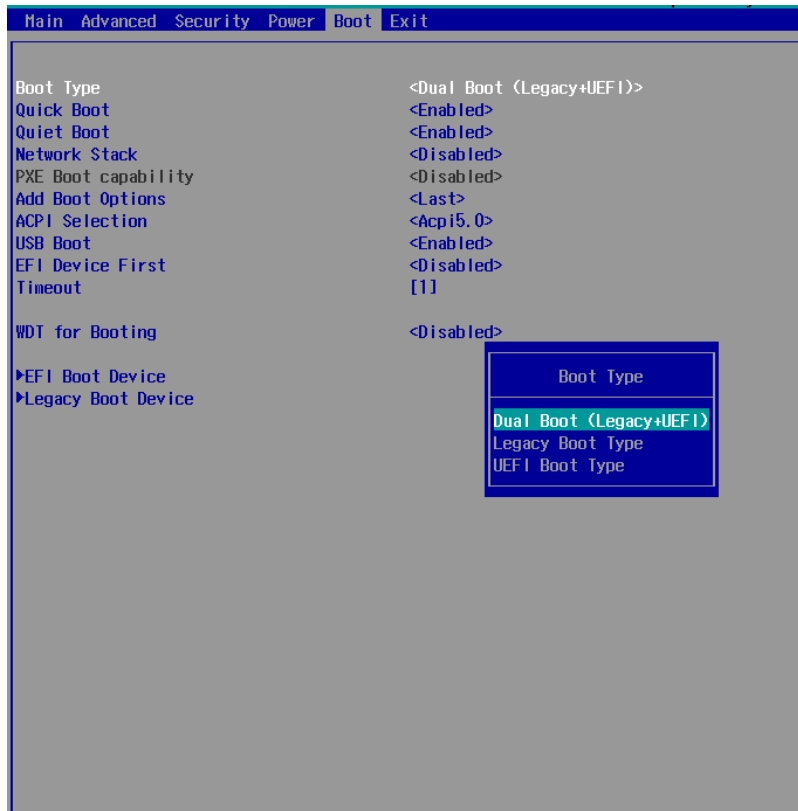 Main Advanced Security Power Boot Exit
Boot Type <Dual Boot (Legacy+UEFI)>
Quick Boot <Enabled>
Quiet Boot <Enabled>
Network Stack <Disabled>
PXE Boot capability <Disabled>
Add Boot Options <Last>
ACPI Selection <Acpi5.0>
USB Boot <Enabled>
EFI Device First <Disabled>
Timeout [1]
WDT for Booting <Disabled>
▶EFI Boot Device
▶Legacy Boot Device
Boot Type
Dual Boot (Legacy+UEFI)
Legacy Boot Type
UEFI Boot Type